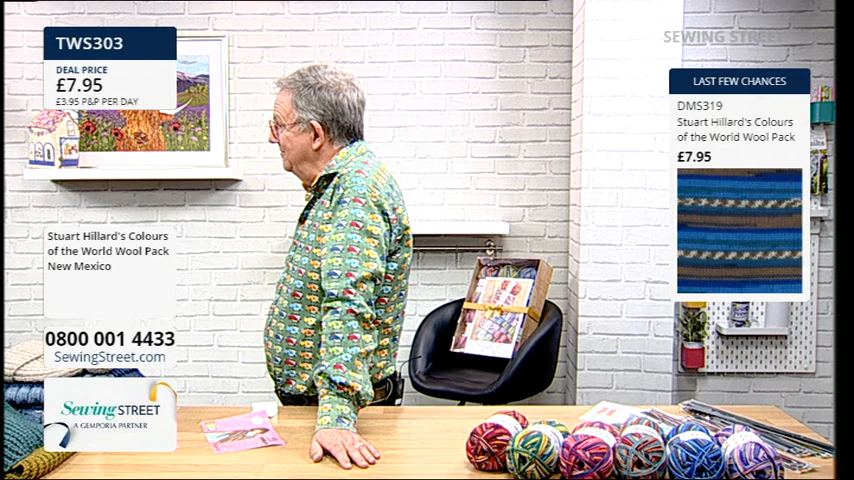 TWS303
DEAL PRICE
£7.95
£3.95 P&P PER DAY
Stuart Hillard's Colours
of the World Wool Pack
New Mexico
0800 001 4433
SewingStreet.com
Sewing STREET
A GEMPORIA PARTNER
SEWING STREET
LAST FEW CHANCES
DMS319
Stuart Hillard's Colours
of the World Wool Pack
£7.95